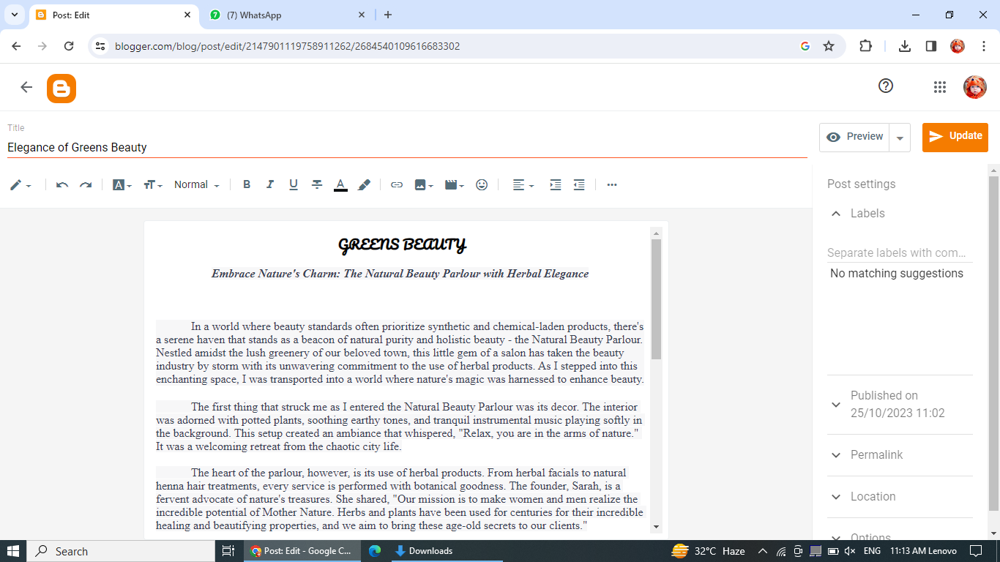 Post: Edit
(7) WhatsApp
blogger.com/blog/post/edit/2147901119758911262/2684540109616683302
Title
Elegance of Greens Beauty
Preview
Update
Normal
Post settings
Labels
Separate labels with com...
No matching suggestions
Published on
25/10/2023 11:02
Permalink
Location
Options
GREENS BEAUTY
Embrace Nature's Charm: The Natural Beauty Parlour with Herbal Elegance
In a world where beauty standards often prioritize synthetic and chemical-laden products, there's
a serene haven that stands as a beacon of natural purity and holistic beauty - the Natural Beauty Parlour.
Nestled amidst the lush greenery of our beloved town, this little gem of a salon has taken the beauty
industry by storm with its unwavering commitment to the use of herbal products. As I stepped into this
enchanting space, I was transported into a world where nature's magic was harnessed to enhance beauty.
The first thing that struck me as I entered the Natural Beauty Parlour was its decor. The interior
was adorned with potted plants, soothing earthy tones, and tranquil instrumental music playing softly in
the background. This setup created an ambiance that whispered, "Relax, you are in the arms of nature."
It was a welcoming retreat from the chaotic city life.
The heart of the parlour, however, is its use of herbal products. From herbal facials to natural
henna hair treatments, every service is performed with botanical goodness. The founder, Sarah, is a
fervent advocate of nature's treasures. She shared, "Our mission is to make women and men realize the
incredible potential of Mother Nature. Herbs and plants have been used for centuries for their incredible
healing and beautifying properties, and we aim to bring these age-old secrets to our clients."
Search
Post: Edit - Google C...
Downloads
32°C Haze
ENG
11:13 AM Lenovo